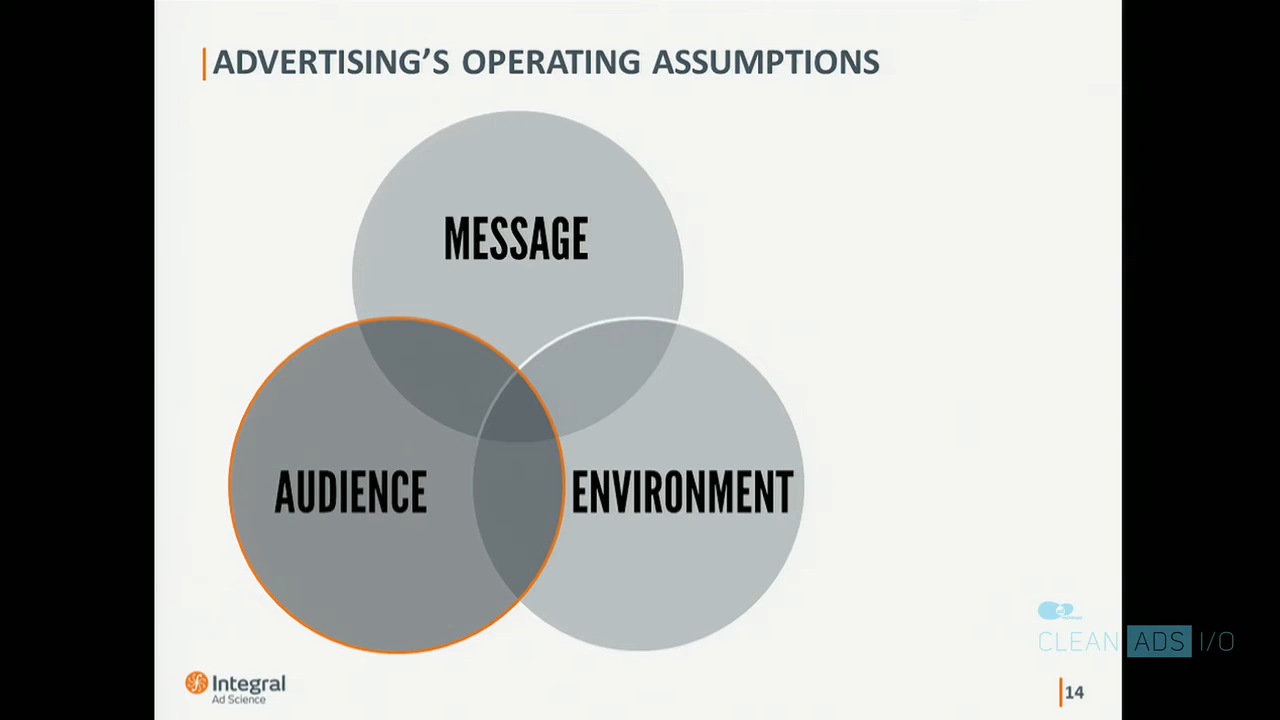 ADVERTISING’S OPERATING ASSUMPTIONS
MESSAGE
AUDIENCE
ENVIRONMENT
Integral
Ad Science
CLEAN ADS I/O
14